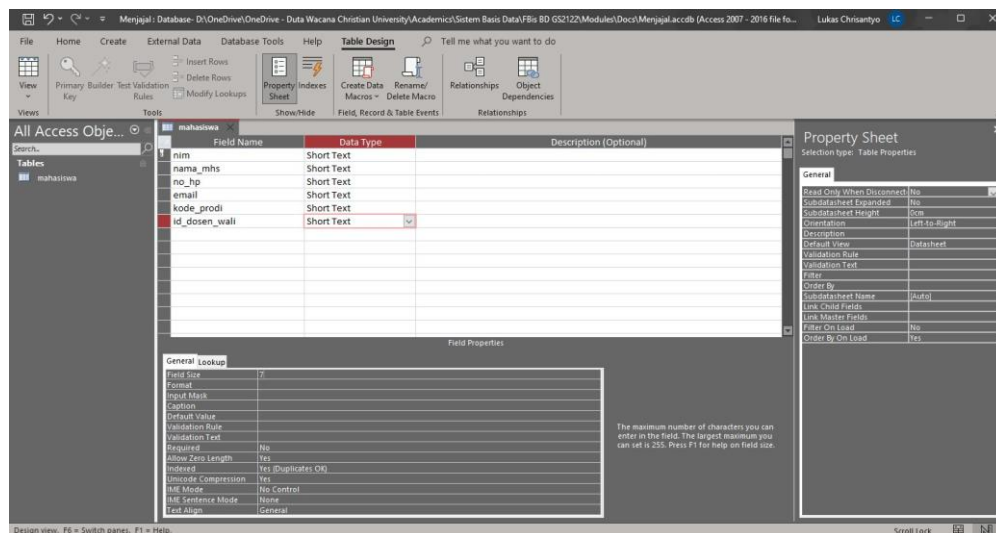 Menjajal : Database- D:\OneDrive\OneDrive - Duta Wacana Christian University\Academics\Sistem Basis Data\FBis BD GS2122\Modules\Docs\Menjajal.accdb (Access 2007 - 2016 file fo...
Lukas Chrisantyo
LC
File Home Create External Data Database Tools Help Table Design Tell me what you want to do
View
Primary Key
Builder
Test Validation Rules
Insert Rows
Delete Rows
Modify Lookups
Property Sheet
Indexes
Create Data Macros
Rename/ Delete Macro
Relationships
Object Dependencies
Views Tools Show/Hide Field, Record & Table Events Relationships
All Access Obje...
Search...
Tables
mahasiswa
mahasiswa
Field Name Data Type Description (Optional)
nim Short Text
nama_mhs Short Text
no_hp Short Text
email Short Text
kode_prodi Short Text
id_dosen_wali Short Text
Field Properties
General Lookup
Field Size 7
Format
Input Mask
Caption
Default Value
Validation Rule
Validation Text
Required No
Allow Zero Length Yes
Indexed Yes (Duplicates OK)
Unicode Compression Yes
IME Mode No Control
IME Sentence Mode None
Text Align General
The maximum number of characters you can
enter in the field. The largest maximum you
can set is 255. Press F1 for help on field size.
Property Sheet
Selection type: Table Properties
General
Read Only When Disconnect No
Subdatasheet Expanded No
Subdatasheet Height 0cm
Orientation Left-to-Right
Description
Default View Datasheet
Validation Rule
Validation Text
Filter
Order By
Subdatasheet Name [Auto]
Link Child Fields
Link Master Fields
Filter On Load No
Order By On Load Yes
Design view. F6 = Switch panes. F1 = Help.
Scroll Lock